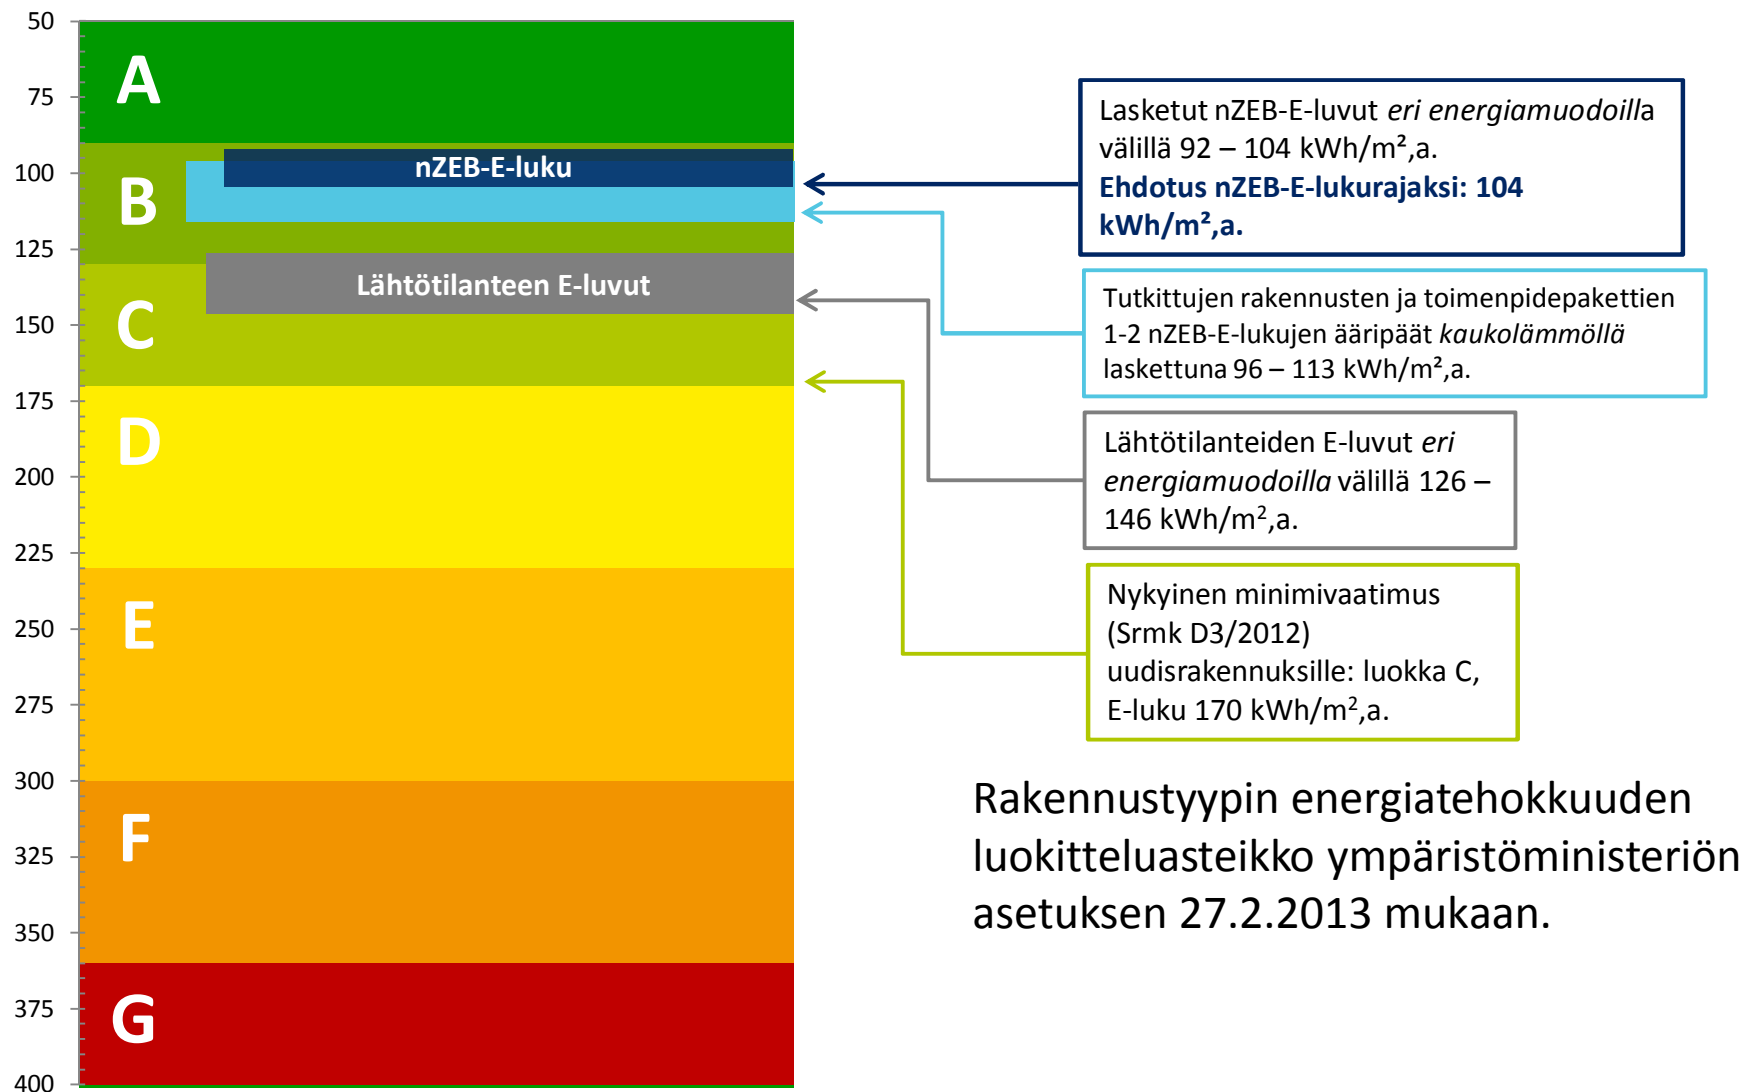 50
75
100
125
150
175
200
225
250
275
300
325
350
375
400
A
B
C
D
E
F
G
nZEB-E-luku
Lähtötilanteen E-luvut
Lasketut nZEB-E-luvut eri energiamuodoilla
välillä 92 – 104 kWh/m²,a.
Ehdotus nZEB-E-lukurajaksi: 104
kWh/m²,a.
Tutkittujen rakennusten ja toimenpidepakettien
1-2 nZEB-E-lukujen ääripäät kaukolämmöllä
laskettuna 96 – 113 kWh/m²,a.
Lähtötilanteiden E-luvut eri
energiamuodoilla välillä 126 –
146 kWh/m²,a.
Nykyinen minimivaatimus
(Srmk D3/2012)
uudisrakennuksille: luokka C,
E-luku 170 kWh/m²,a.
Rakennustyypin energiatehokkuuden
luokitteluasteikko ympäristöministeriön
asetuksen 27.2.2013 mukaan.